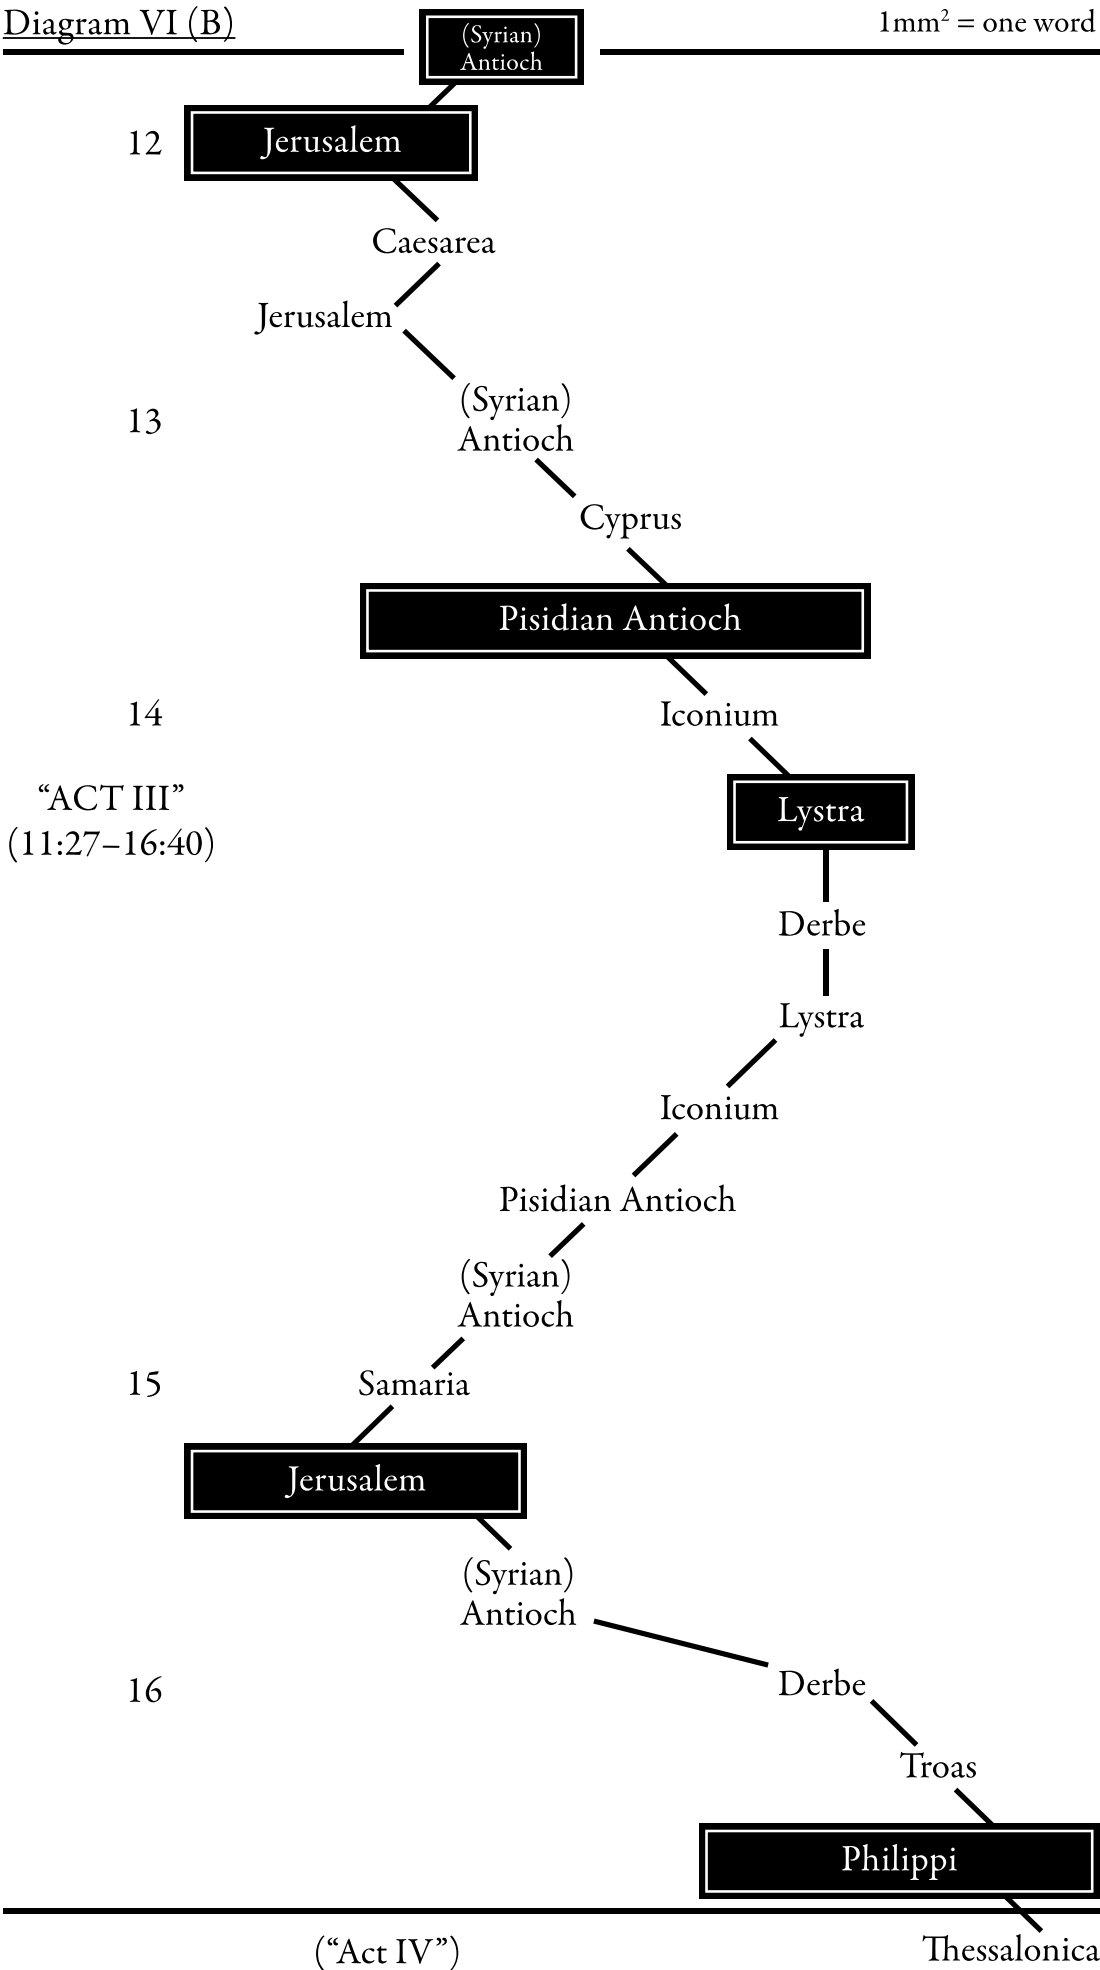 Diagram VI (B)
1mm² = one word
(Syrian)
Antioch
12
Jerusalem
Caesarea
Jerusalem
13
(Syrian)
Antioch
Cyprus
Pisidian Antioch
14
Iconium
“ACT III”
(11:27–16:40)
Lystra
Derbe
Lystra
Iconium
Pisidian Antioch
(Syrian)
Antioch
15
Samaria
Jerusalem
(Syrian)
Antioch
16
Derbe
Troas
Philippi
(“Act IV”)
Thessalonica